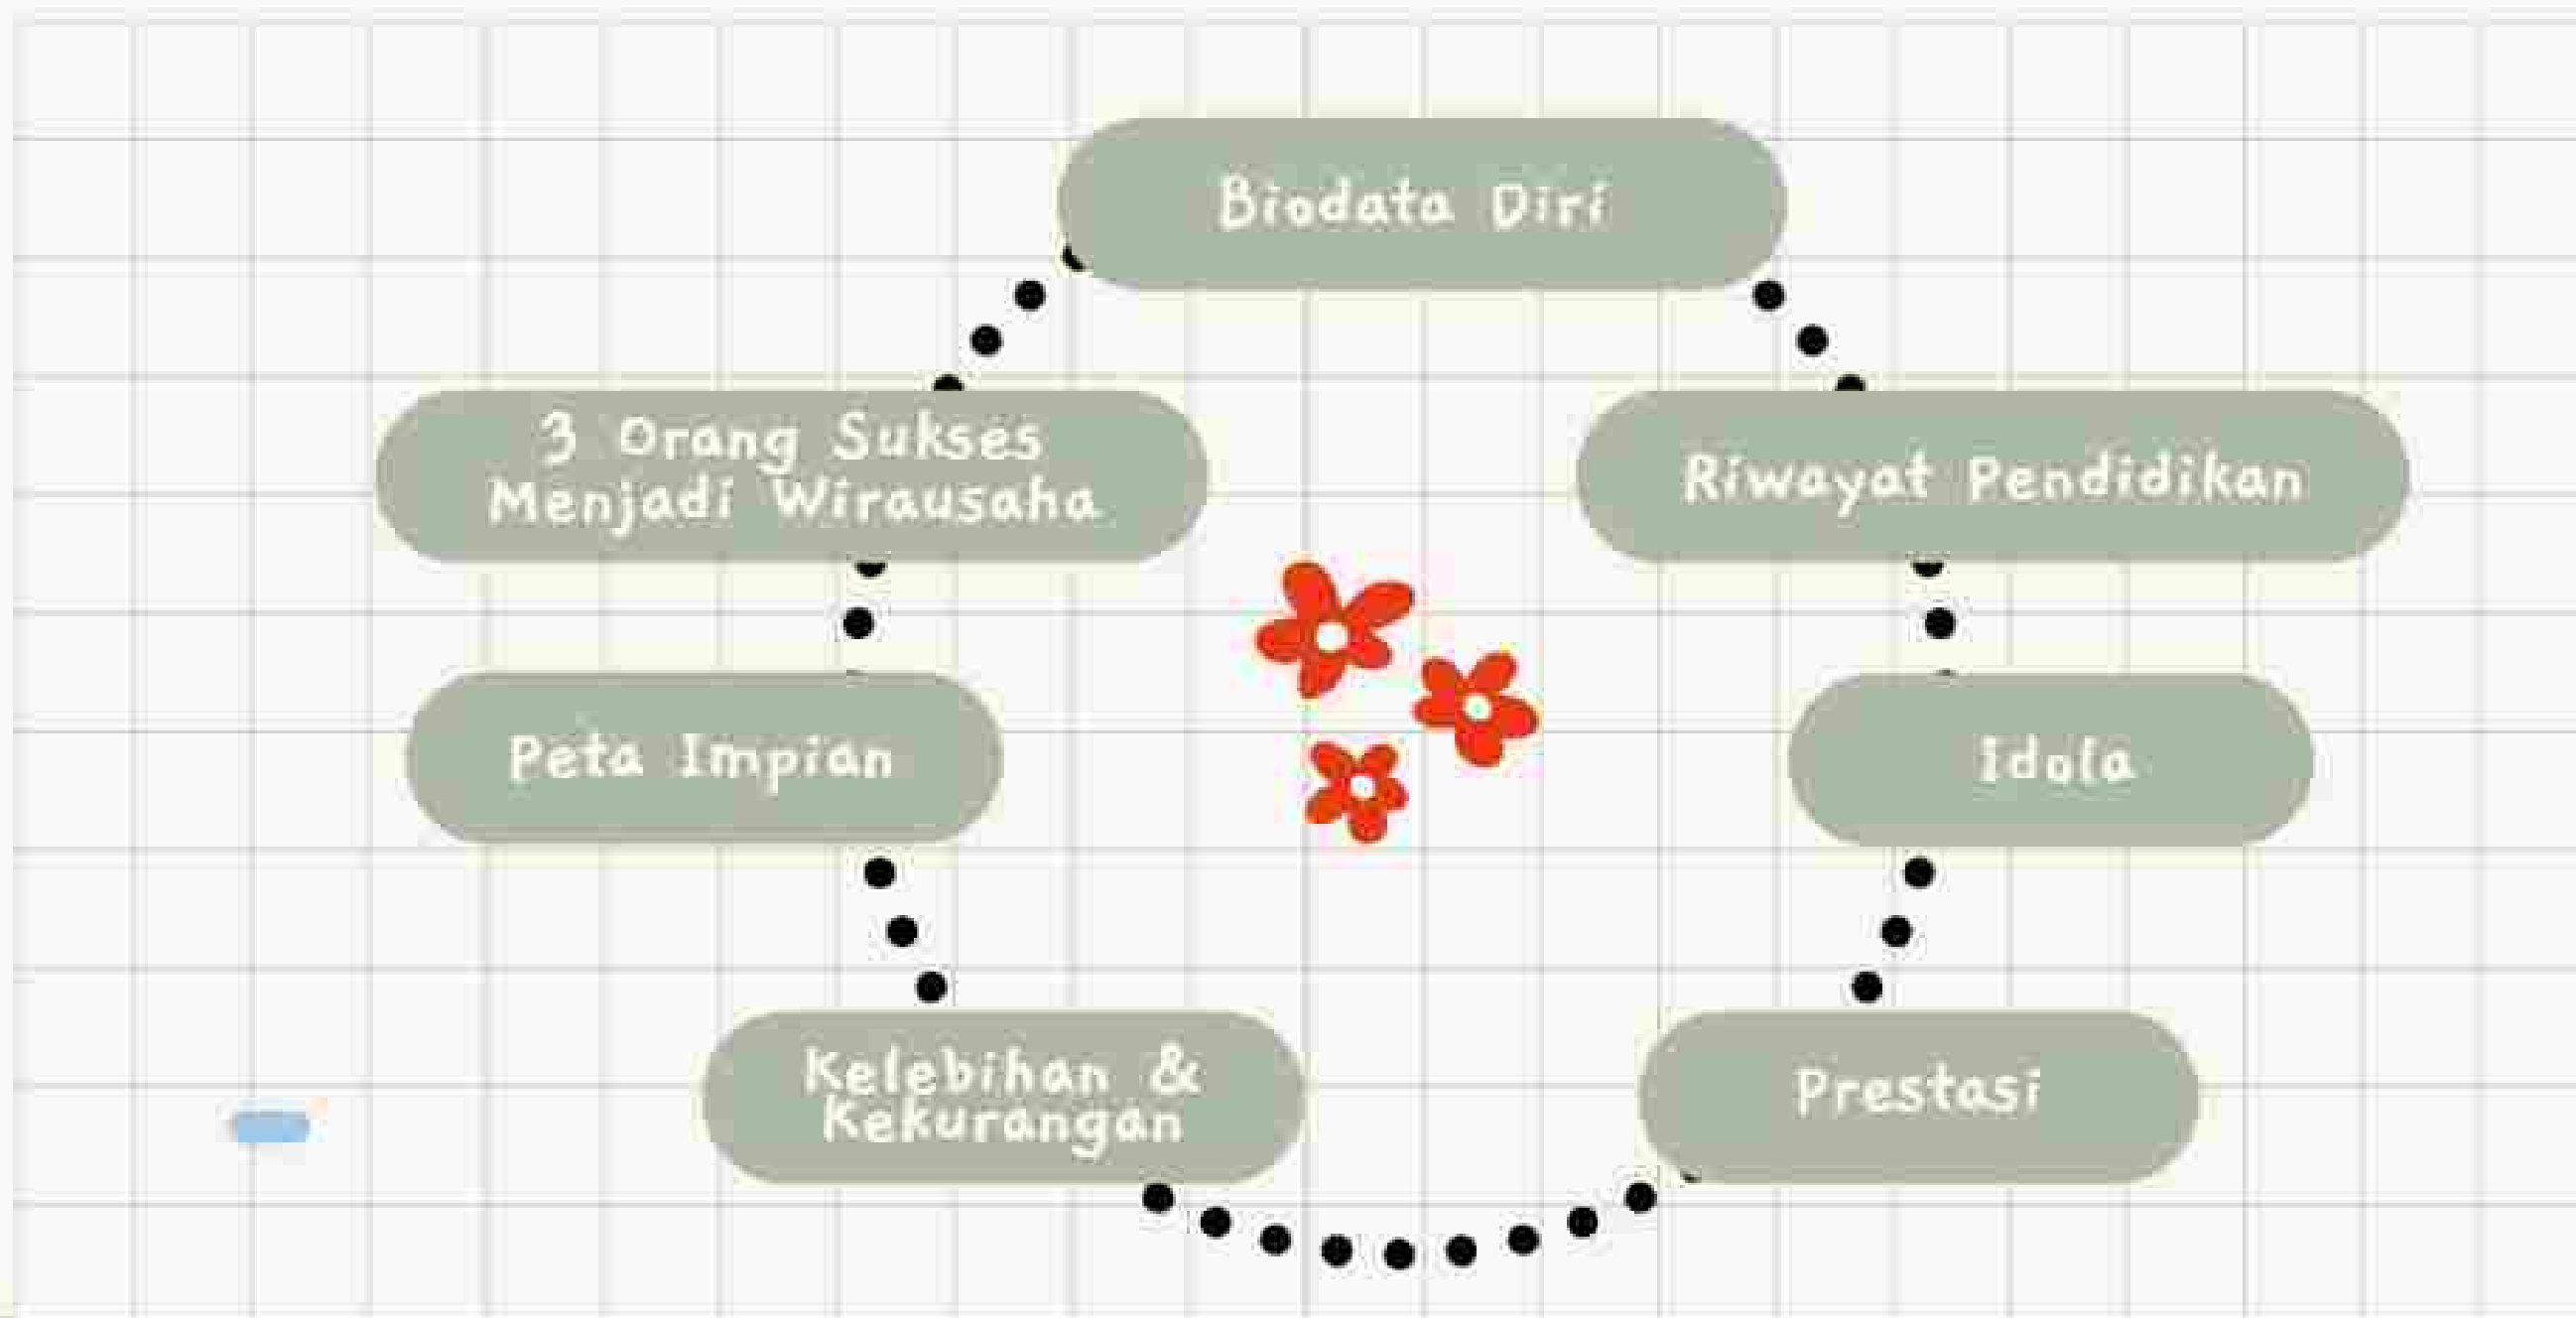 Biodata Diri
3 Orang Sukses
Menjadi Wirausaha
Riwayat Pendidikan
Peta Impian
Idola
Kelebihan &
Kekurangan
Prestasi